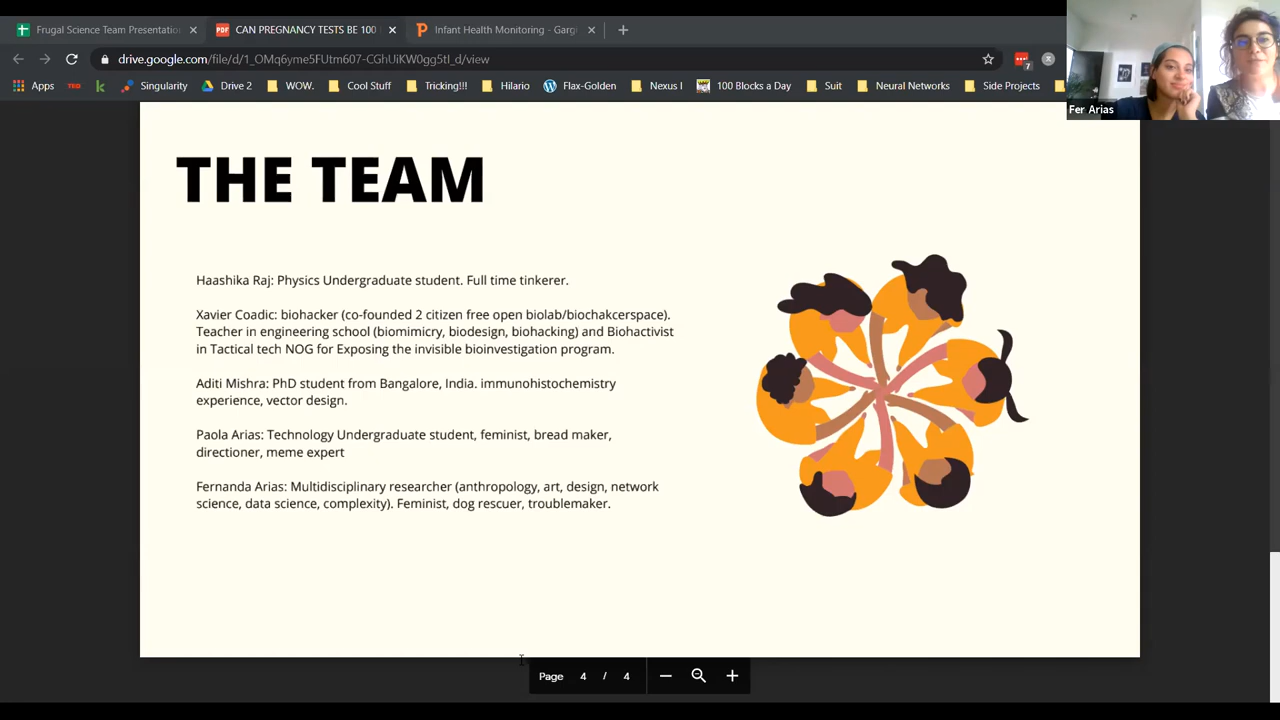 Frugal Science Team Presentatio
CAN PREGNANCY TESTS BE 100
Infant Health Monitoring - Garg
drive.google.com/file/d/1_OMq6yme5FUtm607-CGhUiKW0gg5tI_d/view
7
Apps
TED
k
Singularity
Drive 2
WOW.
Cool Stuff
Tricking!!!
Hilario
Flax-Golden
Nexus I
100 Blocks a Day
Suit
Neural Networks
Side Projects
Fer Arias
THE TEAM
Haashika Raj: Physics Undergraduate student. Full time tinkerer.
Xavier Coadic: biohacker (co-founded 2 citizen free open biolab/biochakcerspace).
Teacher in engineering school (biomimicry, biodesign, biohacking) and Biohactivist
in Tactical tech NOG for Exposing the invisible bioinvestigation program.
Aditi Mishra: PhD student from Bangalore, India. immunohistochemistry
experience, vector design.
Paola Arias: Technology Undergraduate student, feminist, bread maker,
directioner, meme expert
Fernanda Arias: Multidisciplinary researcher (anthropology, art, design, network
science, data science, complexity). Feminist, dog rescuer, troublemaker.
Page 4 / 4